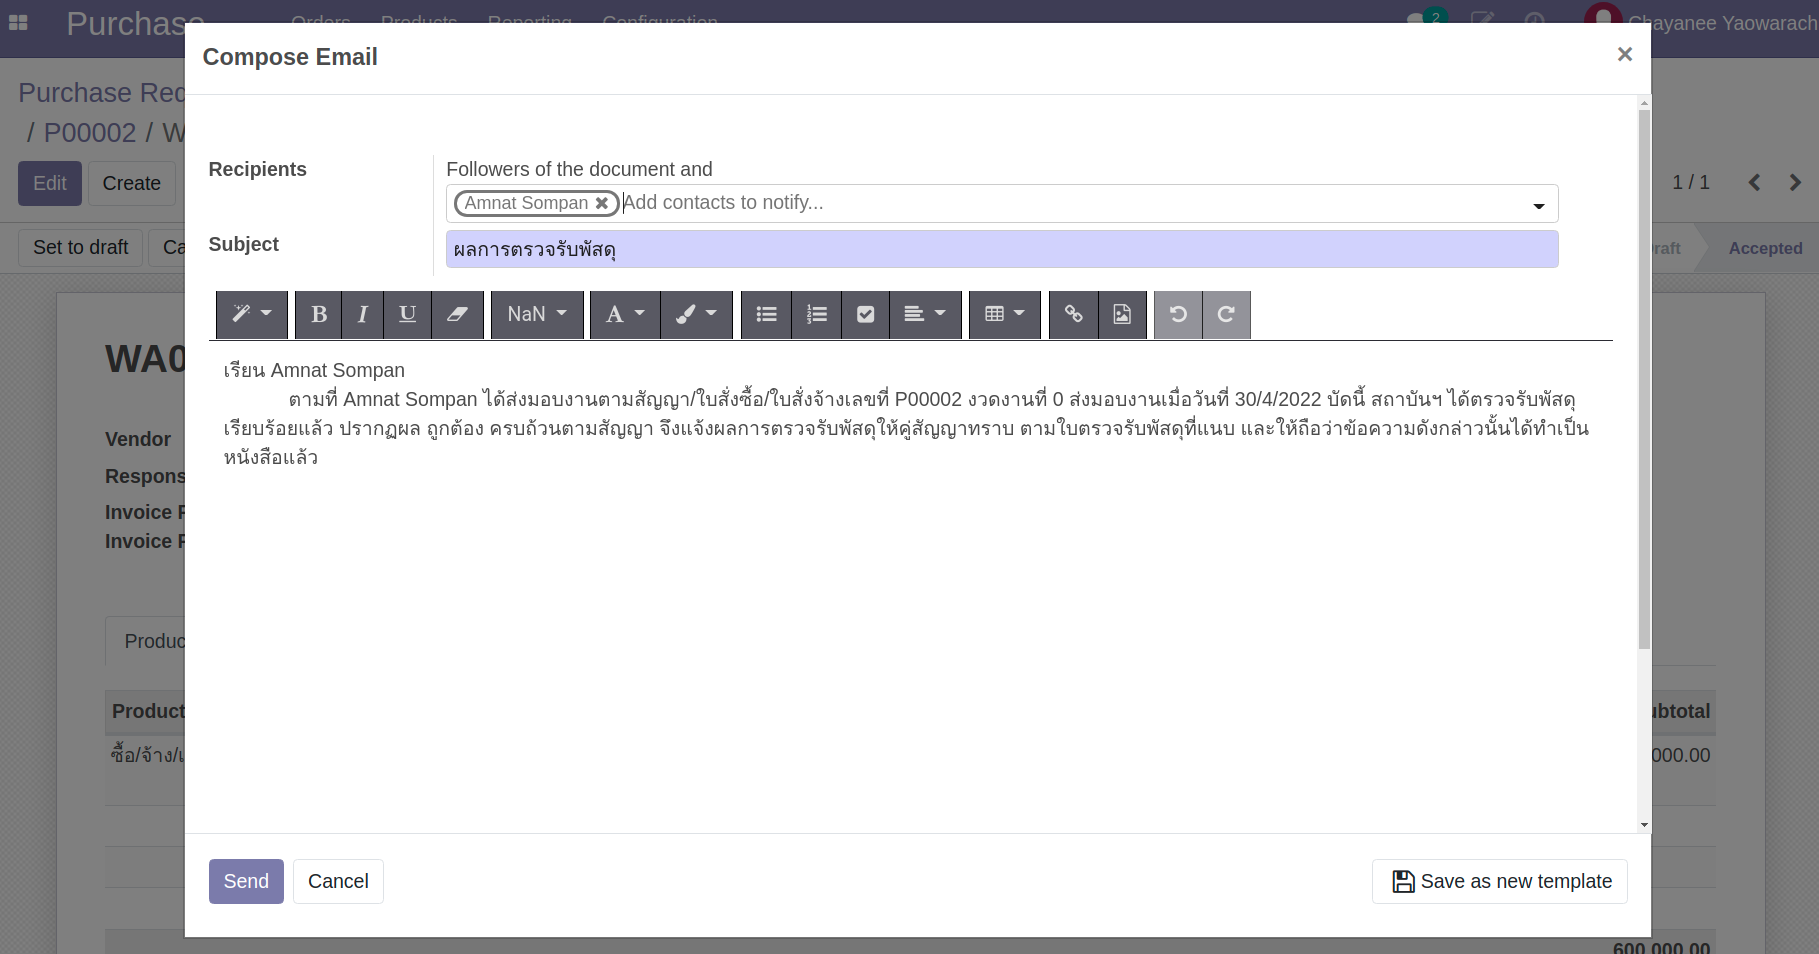 Purchase Orders Products Reporting Configuration 2 Chayanee Yaowarach
Compose Email ×
Purchase Req
/ P00002 / W
Edit Create
1 / 1
Set to draft Ca
raft Accepted
Recipients
Followers of the document and
Amnat Sompan Add contacts to notify...
Subject
ผลการตรวจรับพัสดุ
B I U NaN A
เรียน Amnat Sompan
ตามที่ Amnat Sompan ได้ส่งมอบงานตามสัญญา/ใบสั่งซื้อ/ใบสั่งจ้างเลขที่ P00002 งวดงานที่ 0 ส่งมอบงานเมื่อวันที่ 30/4/2022 บัดนี้ สถาบันฯ ได้ตรวจรับพัสดุ
เรียบร้อยแล้ว ปรากฏผล ถูกต้อง ครบถ้วนตามสัญญา จึงแจ้งผลการตรวจรับพัสดุให้คู่สัญญาทราบ ตามใบตรวจรับพัสดุที่แนบ และให้ถือว่าข้อความดังกล่าวนั้นได้ทำเป็น
หนังสือแล้ว
WA0
Vendor
Respons
Invoice
Invoice
Produc
Product ubtotal
ซื้อ/จ้าง/เ 000.00
Send Cancel Save as new template
600,000.00